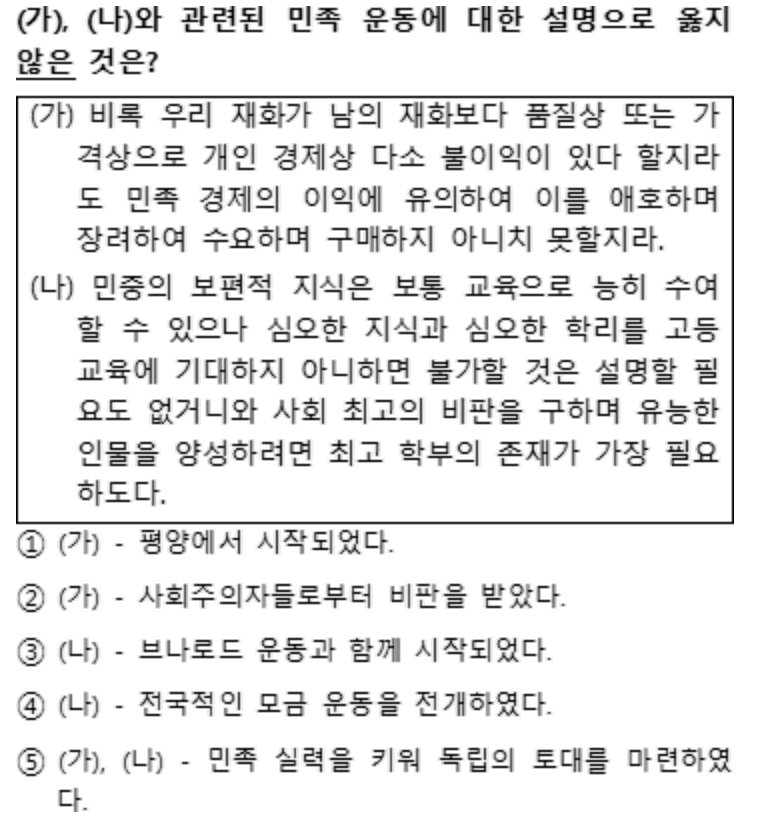 (가), (나)와 관련된 민족 운동에 대한 설명으로 옳지
않은 것은?
(가) 비록 우리 재화가 남의 재화보다 품질상 또는 가
격상으로 개인 경제상 다소 불이익이 있다 할지라
도 민족 경제의 이익에 유의하여 이를 애호하며
장려하여 수요하며 구매하지 아니치 못할지라.
(나) 민중의 보편적 지식은 보통 교육으로 능히 수여
할 수 있으나 심오한 지식과 심오한 학리를 고등
교육에 기대하지 아니하면 불가할 것은 설명할 필
요도 없거니와 사회 최고의 비판을 구하며 유능한
인물을 양성하려면 최고 학부의 존재가 가장 필요
하도다.
① (가) - 평양에서 시작되었다.
② (가) - 사회주의자들로부터 비판을 받았다.
③ (나) - 브나로드 운동과 함께 시작되었다.
④ (나) - 전국적인 모금 운동을 전개하였다.
⑤ (가), (나) - 민족 실력을 키워 독립의 토대를 마련하였
다.